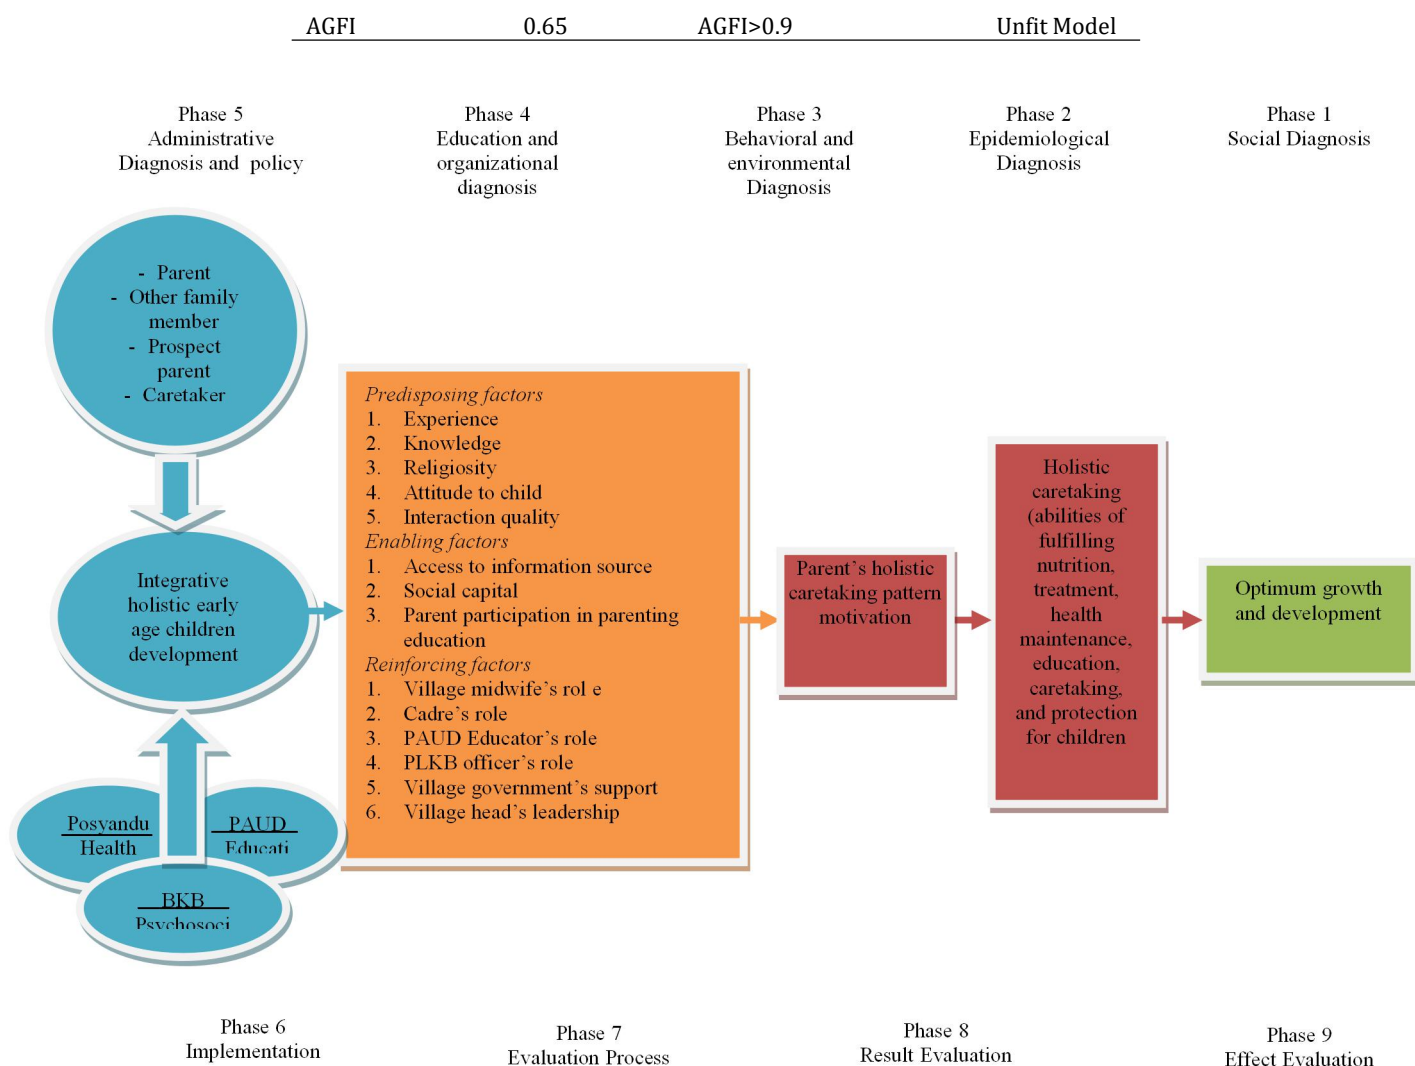 AGFI 0.65 AGFI>0.9 Unfit Model
Phase 5
Administrative
Diagnosis and policy
Phase 4
Education and
organizational
diagnosis
Phase 3
Behavioral and
environmental
Diagnosis
Phase 2
Epidemiological
Diagnosis
Phase 1
Social Diagnosis
- Parent
- Other family
member
- Prospect
parent
- Caretaker
Integrative
holistic early
age children
development
Posyandu
Health
PAUD
Educati
BKB
Psychosoci
Predisposing factors
1. Experience
2. Knowledge
3. Religiosity
4. Attitude to child
5. Interaction quality
Enabling factors
1. Access to information source
2. Social capital
3. Parent participation in parenting
education
Reinforcing factors
1. Village midwife's rol e
2. Cadre's role
3. PAUD Educator's role
4. PLKB officer's role
5. Village government's support
6. Village head's leadership
Parent's holistic
caretaking pattern
motivation
Holistic
caretaking
(abilities of
fulfilling
nutrition,
treatment,
health
maintenance,
education,
caretaking,
and protection
for children
Optimum growth
and development
Phase 6
Implementation
Phase 7
Evaluation Process
Phase 8
Result Evaluation
Phase 9
Effect Evaluation